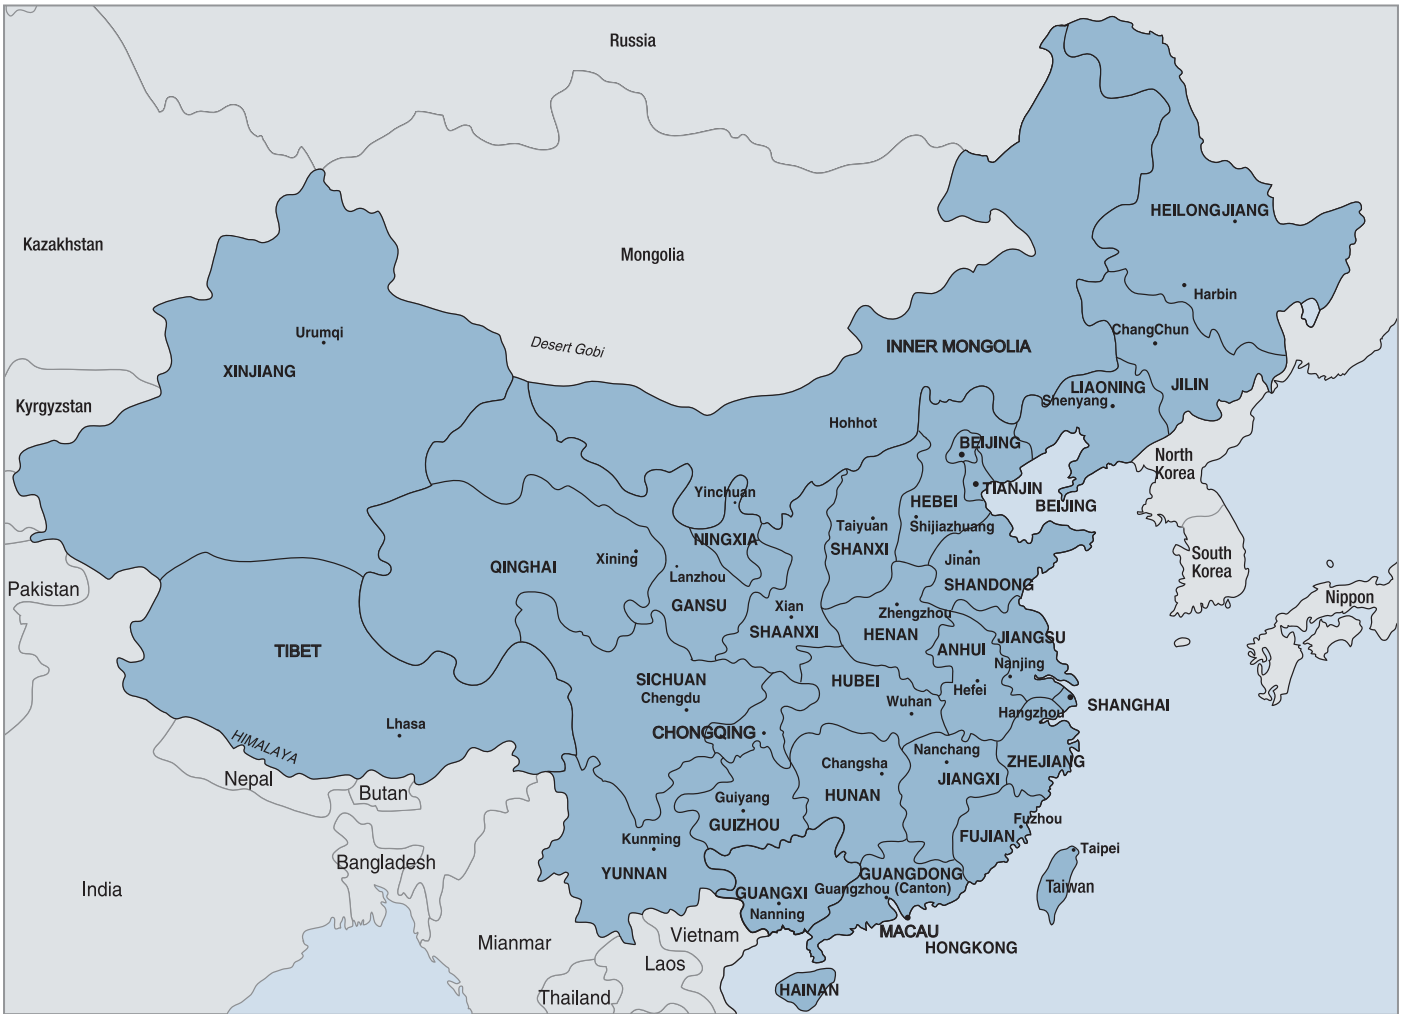 Russia
HEILONGJIANG
Kazakhstan
Mongolia
Harbin
Urumqi
ChangChun
Desert Gobi
INNER MONGOLIA
XINJIANG
LIAONING
JILIN
Shenyang
Kyrgyzstan
Hohhot
BEIJING
North
Korea
TIANJIN
Yinchuan
HEBEI
BEIJING
Taiyuan
Shijiazhuang
NINGXIA
SHANXI
Xining
Jinan
South
Korea
QINGHAI
Lanzhou
SHANDONG
Pakistan
Nippon
GANSU
Xian
Zhengzhou
SHAANXI
HENAN
JIANGSU
TIBET
ANHUI
Nanjing
SICHUAN
HUBEI
Hefei
Chengdu
Wuhan
SHANGHAI
Hangzhou
Lhasa
CHONGQING
HIMALAYA
Nanchang
ZHEJIANG
Changsha
JIANGXI
Nepal
Butan
Guiyang
HUNAN
GUIZHOU
Fuzhou
Kunming
FUJIAN
Taipei
Bangladesh
YUNNAN
GUANGDONG
India
GUANGXI
Guangzhou (Canton)
Taiwan
Nanning
Vietnam
MACAU
Mianmar
HONGKONG
Laos
HAINAN
Thailand